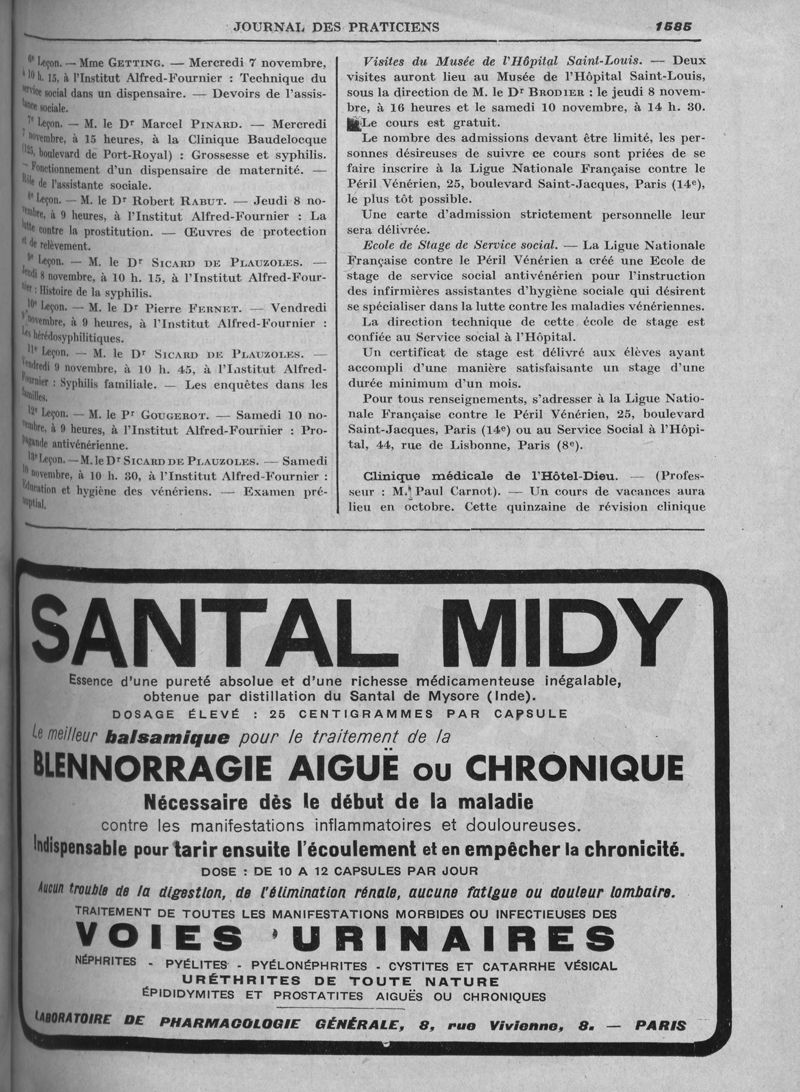 JOURNAL DES PRATICIENS 1585
6e Leçon. — Mme GETTING. — Mercredi 7 novembre,
à 10 h. 15, à l'Institut Alfred-Fournier : Technique du
service social dans un dispensaire. — Devoirs de l'assis-
tance sociale.
7e Leçon. — M. le Dr Marcel PINARD. — Mercredi
7 novembre, à 15 heures, à la Clinique Baudelocque
(125, boulevard de Port-Royal) : Grossesse et syphilis.
— Fonctionnement d'un dispensaire de maternité. —
Rôle de l'assistante sociale.
8e Leçon. — M. le Dr Robert RABUT. — Jeudi 8 no-
vembre, à 9 heures, à l'Institut Alfred-Fournier : La
lutte contre la prostitution. — Œuvres de protection
et de relèvement.
9e Leçon. — M. le Dr SICARD DE PLAUZOLES. —
Jeudi 8 novembre, à 10 h. 15, à l'Institut Alfred-Four-
nier : Histoire de la syphilis.
10e Leçon. — M. le Dr Pierre FERNET. — Vendredi
9 novembre, à 9 heures, à l'Institut Alfred-Fournier :
Les hérédosyphilitiques.
11e Leçon. — M. le Dr SICARD DE PLAUZOLES. —
Vendredi 9 novembre, à 10 h. 45, à l'Institut Alfred-
Fournier : Syphilis familiale. — Les enquêtes dans les
familles.
12e Leçon. — M. le Pr GOUGEROT. — Samedi 10 no-
vembre, à 9 heures, à l'Institut Alfred-Fournier : Pro-
pagande antivénérienne.
13e Leçon. — M. le Dr SICARD DE PLAUZOLES. — Samedi
10 novembre, à 10 h. 30, à l'Institut Alfred-Fournier :
Education et hygiène des vénériens. — Examen pré-
nuptial.
Visites du Musée de l'Hôpital Saint-Louis. — Deux
visites auront lieu au Musée de l'Hôpital Saint-Louis,
sous la direction de M. le Dr BRODIER : le jeudi 8 novem-
bre, à 16 heures et le samedi 10 novembre, à 14 h. 30.
Le cours est gratuit.
Le nombre des admissions devant être limité, les per-
sonnes désireuses de suivre ce cours sont priées de se
faire inscrire à la Ligue Nationale Française contre le
Péril Vénérien, 25, boulevard Saint-Jacques, Paris (14e),
le plus tôt possible.
Une carte d'admission strictement personnelle leur
sera délivrée.
Ecole de Stage de Service social. — La Ligue Nationale
Française contre le Péril Vénérien a créé une Ecole de
stage de service social antivénérien pour l'instruction
des infirmières assistantes d'hygiène sociale qui désirent
se spécialiser dans la lutte contre les maladies vénériennes.
La direction technique de cette école de stage est
confiée au Service social à l'Hôpital.
Un certificat de stage est délivré aux élèves ayant
accompli d'une manière satisfaisante un stage d'une
durée minimum d'un mois.
Pour tous renseignements, s'adresser à la Ligue Natio-
nale Française contre le Péril Vénérien, 25, boulevard
Saint-Jacques, Paris (14e) ou au Service Social à l'Hôpi-
tal, 44, rue de Lisbonne, Paris (8e).
Clinique médicale de l'Hôtel-Dieu. — (Profes-
seur : M. Paul Carnot). — Un cours de vacances aura
lieu en octobre. Cette quinzaine de révision clinique
SANTAL MIDY
Essence d'une pureté absolue et d'une richesse médicamenteuse inégalable,
obtenue par distillation du Santal de Mysore (Inde).
DOSAGE ÉLEVÉ : 25 CENTIGRAMMES PAR CAPSULE
Le meilleur balsamique pour le traitement de la
BLENNORRAGIE AIGUË OU CHRONIQUE
Nécessaire dès le début de la maladie
contre les manifestations inflammatoires et douloureuses.
Indispensable pour tarir ensuite l'écoulement et en empêcher la chronicité.
DOSE : DE 10 A 12 CAPSULES PAR JOUR
Aucun trouble de la digestion, de l'élimination rénale, aucune fatigue ou douleur lombaire.
TRAITEMENT DE TOUTES LES MANIFESTATIONS MORBIDES OU INFECTIEUSES DES
VOIES URINAIRES
NÉPHRITES - PYÉLITES - PYÉLONÉPHRITES - CYSTITES ET CATARRHE VÉSICAL
URÉTHRITES DE TOUTE NATURE
ÉPIDIDYMITES ET PROSTATITES AIGUËS OU CHRONIQUES
LABORATOIRE DE PHARMACOLOGIE GÉNÉRALE, 8, rue Vivienne, 8. — PARIS